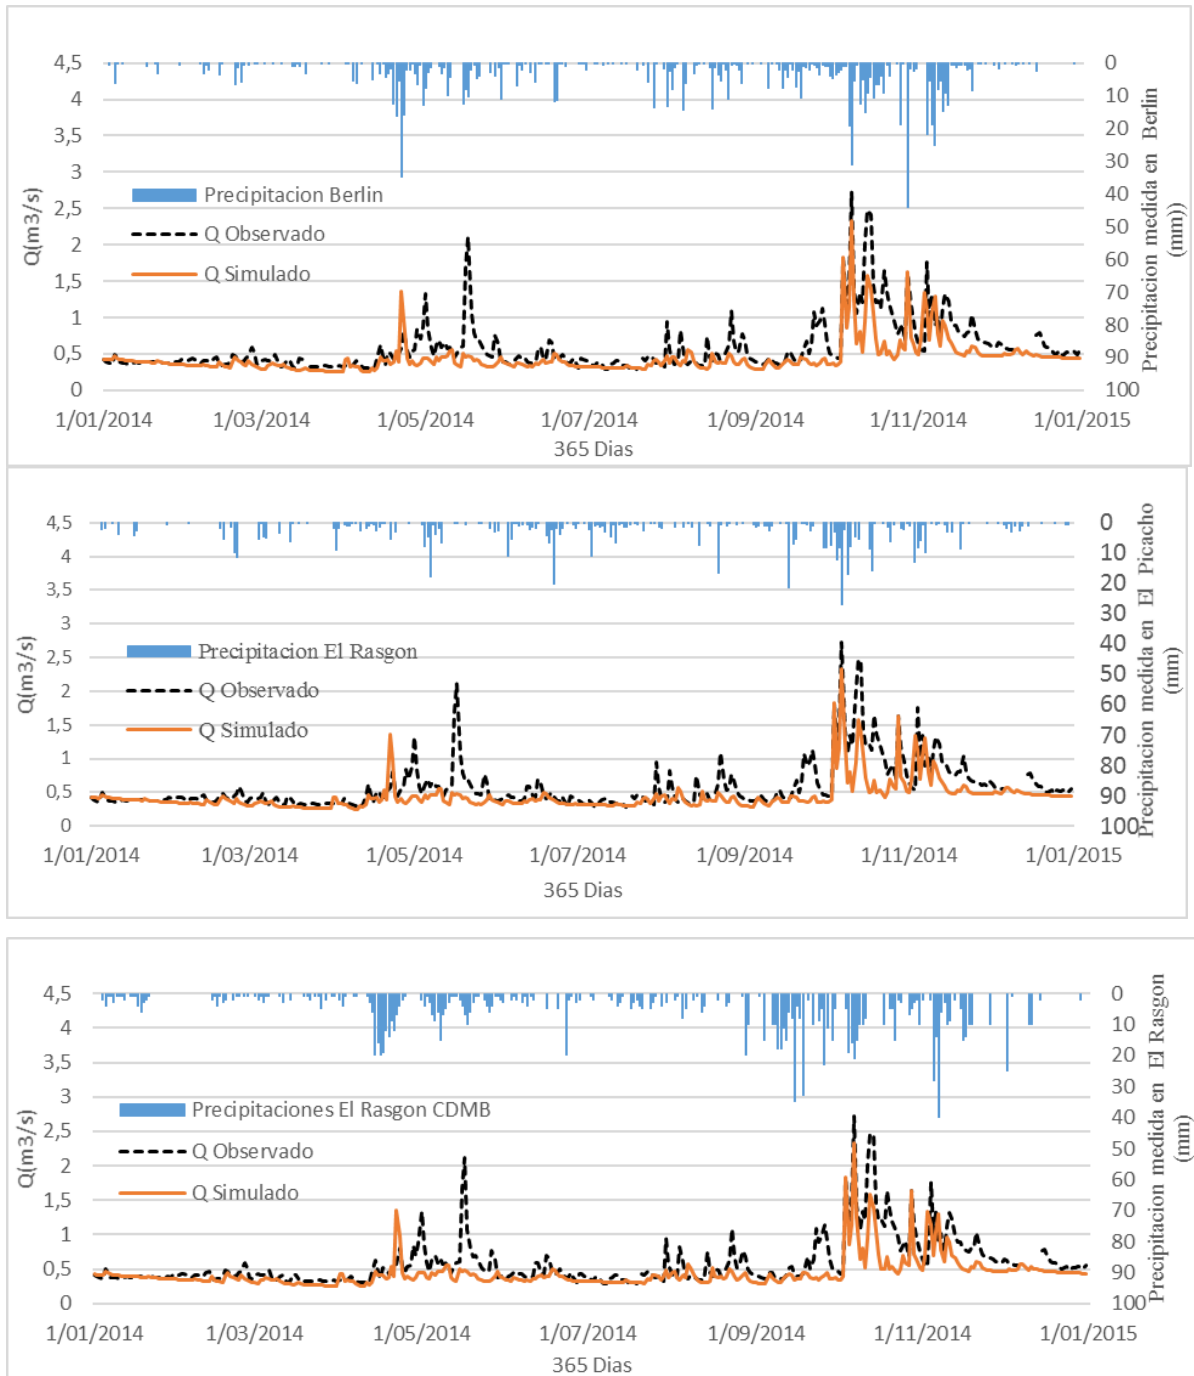 4,5
4
3,5
3
2,5
2
1,5
1
0,5
0
Q(m3/s)
Precipitacion Berlin
Q Observado
Q Simulado
0
10
20
30
40
50
60
70
80
90
100
Precipitacion medida en Berlin
(mm))
1/01/2014 1/03/2014 1/05/2014 1/07/2014 1/09/2014 1/11/2014 1/01/2015
365 Dias
4,5
4
3,5
3
2,5
2
1,5
1
0,5
0
Q(m3/s)
Precipitacion El Rasgon
Q Observado
Q Simulado
0
10
20
30
40
50
60
70
80
90
100
Precipitacion medida en El Picacho
(mm)
1/01/2014 1/03/2014 1/05/2014 1/07/2014 1/09/2014 1/11/2014 1/01/2015
365 Dias
4,5
4
3,5
3
2,5
2
1,5
1
0,5
0
Q(m3/s)
Precipitaciones El Rasgon CDMB
Q Observado
Q Simulado
0
10
20
30
40
50
60
70
80
90
100
Precipitacion medida en El Rasgon
(mm)
1/01/2014 1/03/2014 1/05/2014 1/07/2014 1/09/2014 1/11/2014 1/01/2015
365 Dias